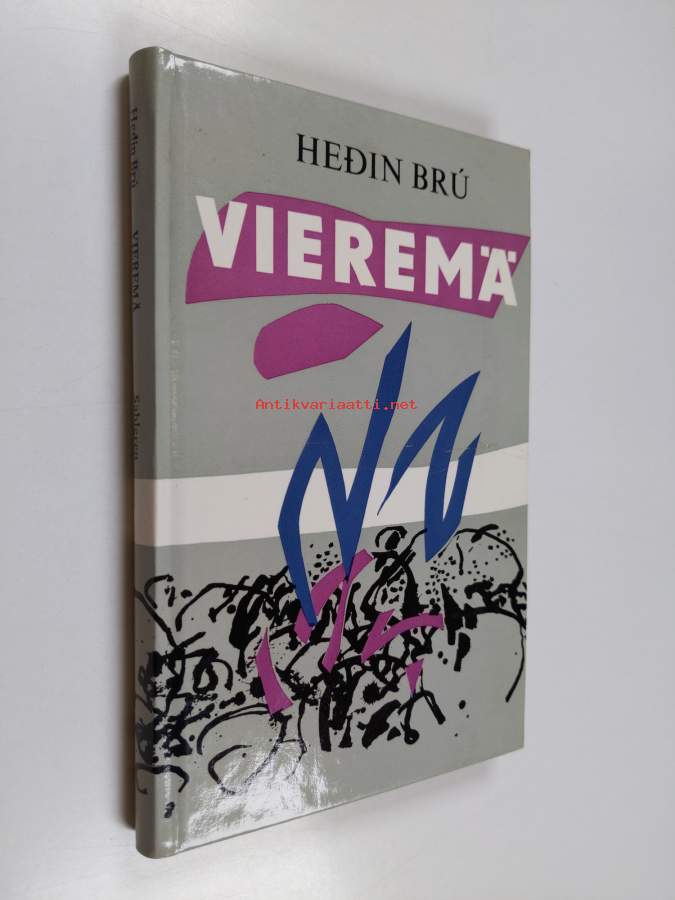 HEÐIN BRÚ
VIEREMÄ
Antikvariaatti.net
Heðin Brú VIEREMÄ